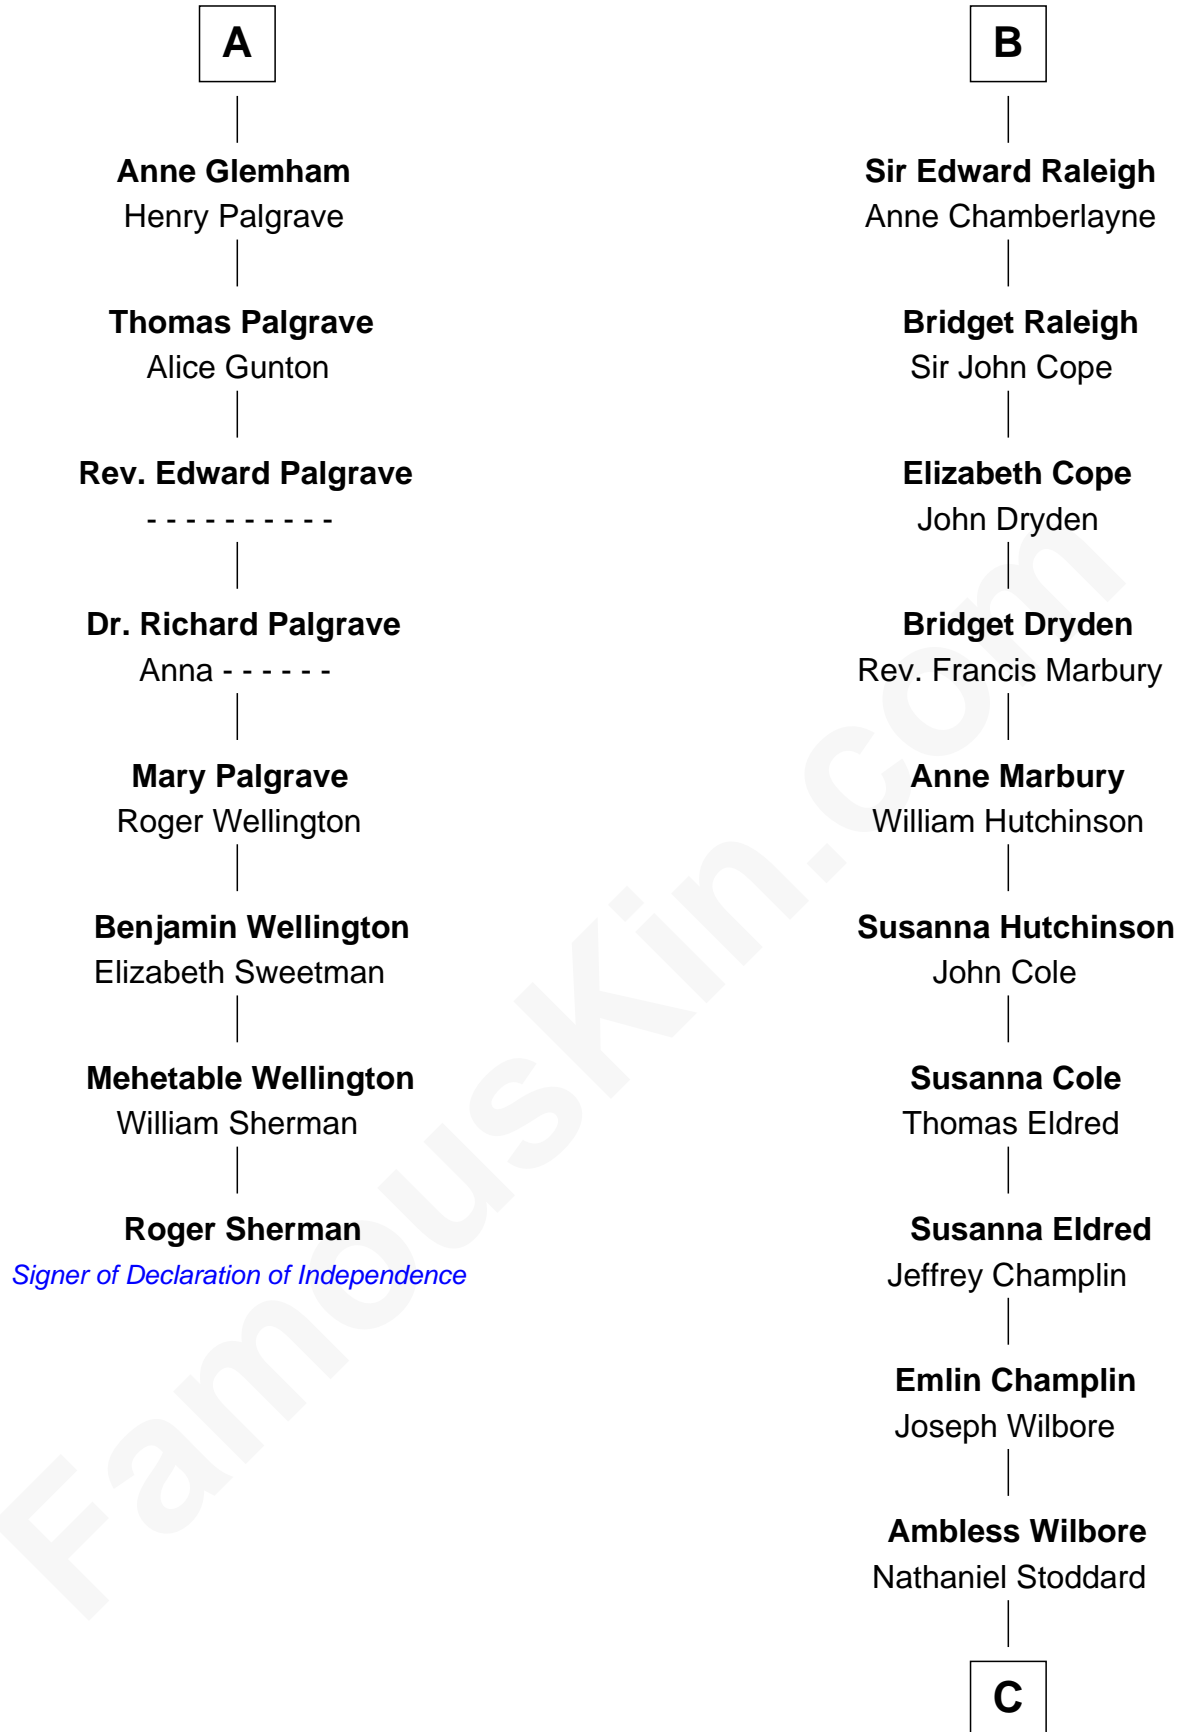 A
Anne Glemham
Henry Palgrave
Thomas Palgrave
Alice Gunton
Rev. Edward Palgrave
- - - - - - - - - -
Dr. Richard Palgrave
Anna - - - - - -
Mary Palgrave
Roger Wellington
Benjamin Wellington
Elizabeth Sweetman
Mehetable Wellington
William Sherman
Roger Sherman
Signer of Declaration of Independence
B
Sir Edward Raleigh
Anne Chamberlayne
Bridget Raleigh
Sir John Cope
Elizabeth Cope
John Dryden
Bridget Dryden
Rev. Francis Marbury
Anne Marbury
William Hutchinson
Susanna Hutchinson
John Cole
Susanna Cole
Thomas Eldred
Susanna Eldred
Jeffrey Champlin
Emlin Champlin
Joseph Wilbore
Ambless Wilbore
Nathaniel Stoddard
C
FamousKin.com